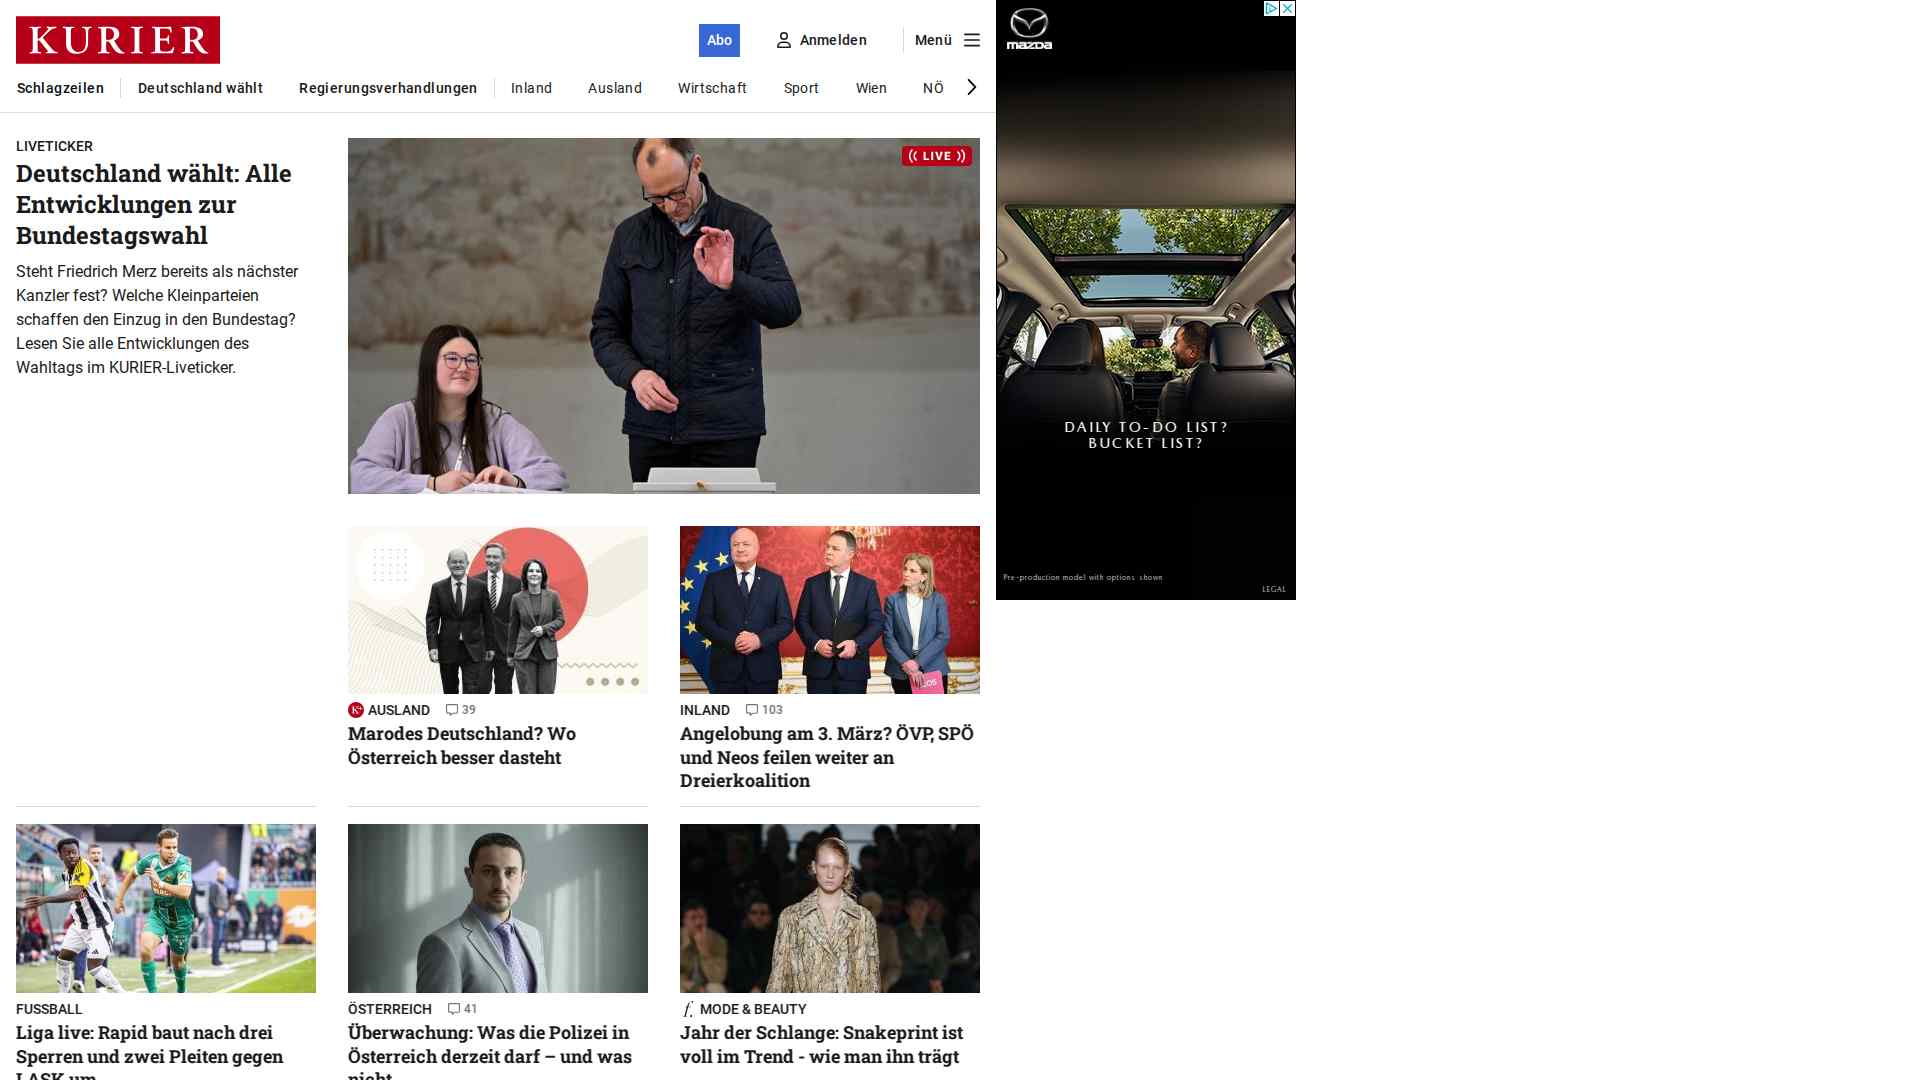 KURIER
Abo
Anmelden
Menü
Schlagzeilen
Deutschland wählt
Regierungsverhandlungen
Inland
Ausland
Wirtschaft
Sport
Wien
NÖ
LIVETICKER
Deutschland wählt: Alle
Entwicklungen zur
Bundestagswahl
Steht Friedrich Merz bereits als nächster
Kanzler fest? Welche Kleinparteien
schaffen den Einzug in den Bundestag?
Lesen Sie alle Entwicklungen des
Wahltags im KURIER-Liveticker.
LIVE
mazda
DAILY TO-DO LIST?
BUCKET LIST?
Pre-production model with options shown
LEGAL
AUSLAND 39
Marodes Deutschland? Wo
Österreich besser dasteht
INLAND 103
Angelobung am 3. März? ÖVP, SPÖ
und Neos feilen weiter an
Dreierkoalition
FUSSBALL
Liga live: Rapid baut nach drei
Sperren und zwei Pleiten gegen
LASK um
ÖSTERREICH 41
Überwachung: Was die Polizei in
Österreich derzeit darf – und was
nicht
MODE & BEAUTY
Jahr der Schlange: Snakeprint ist
voll im Trend - wie man ihn trägt